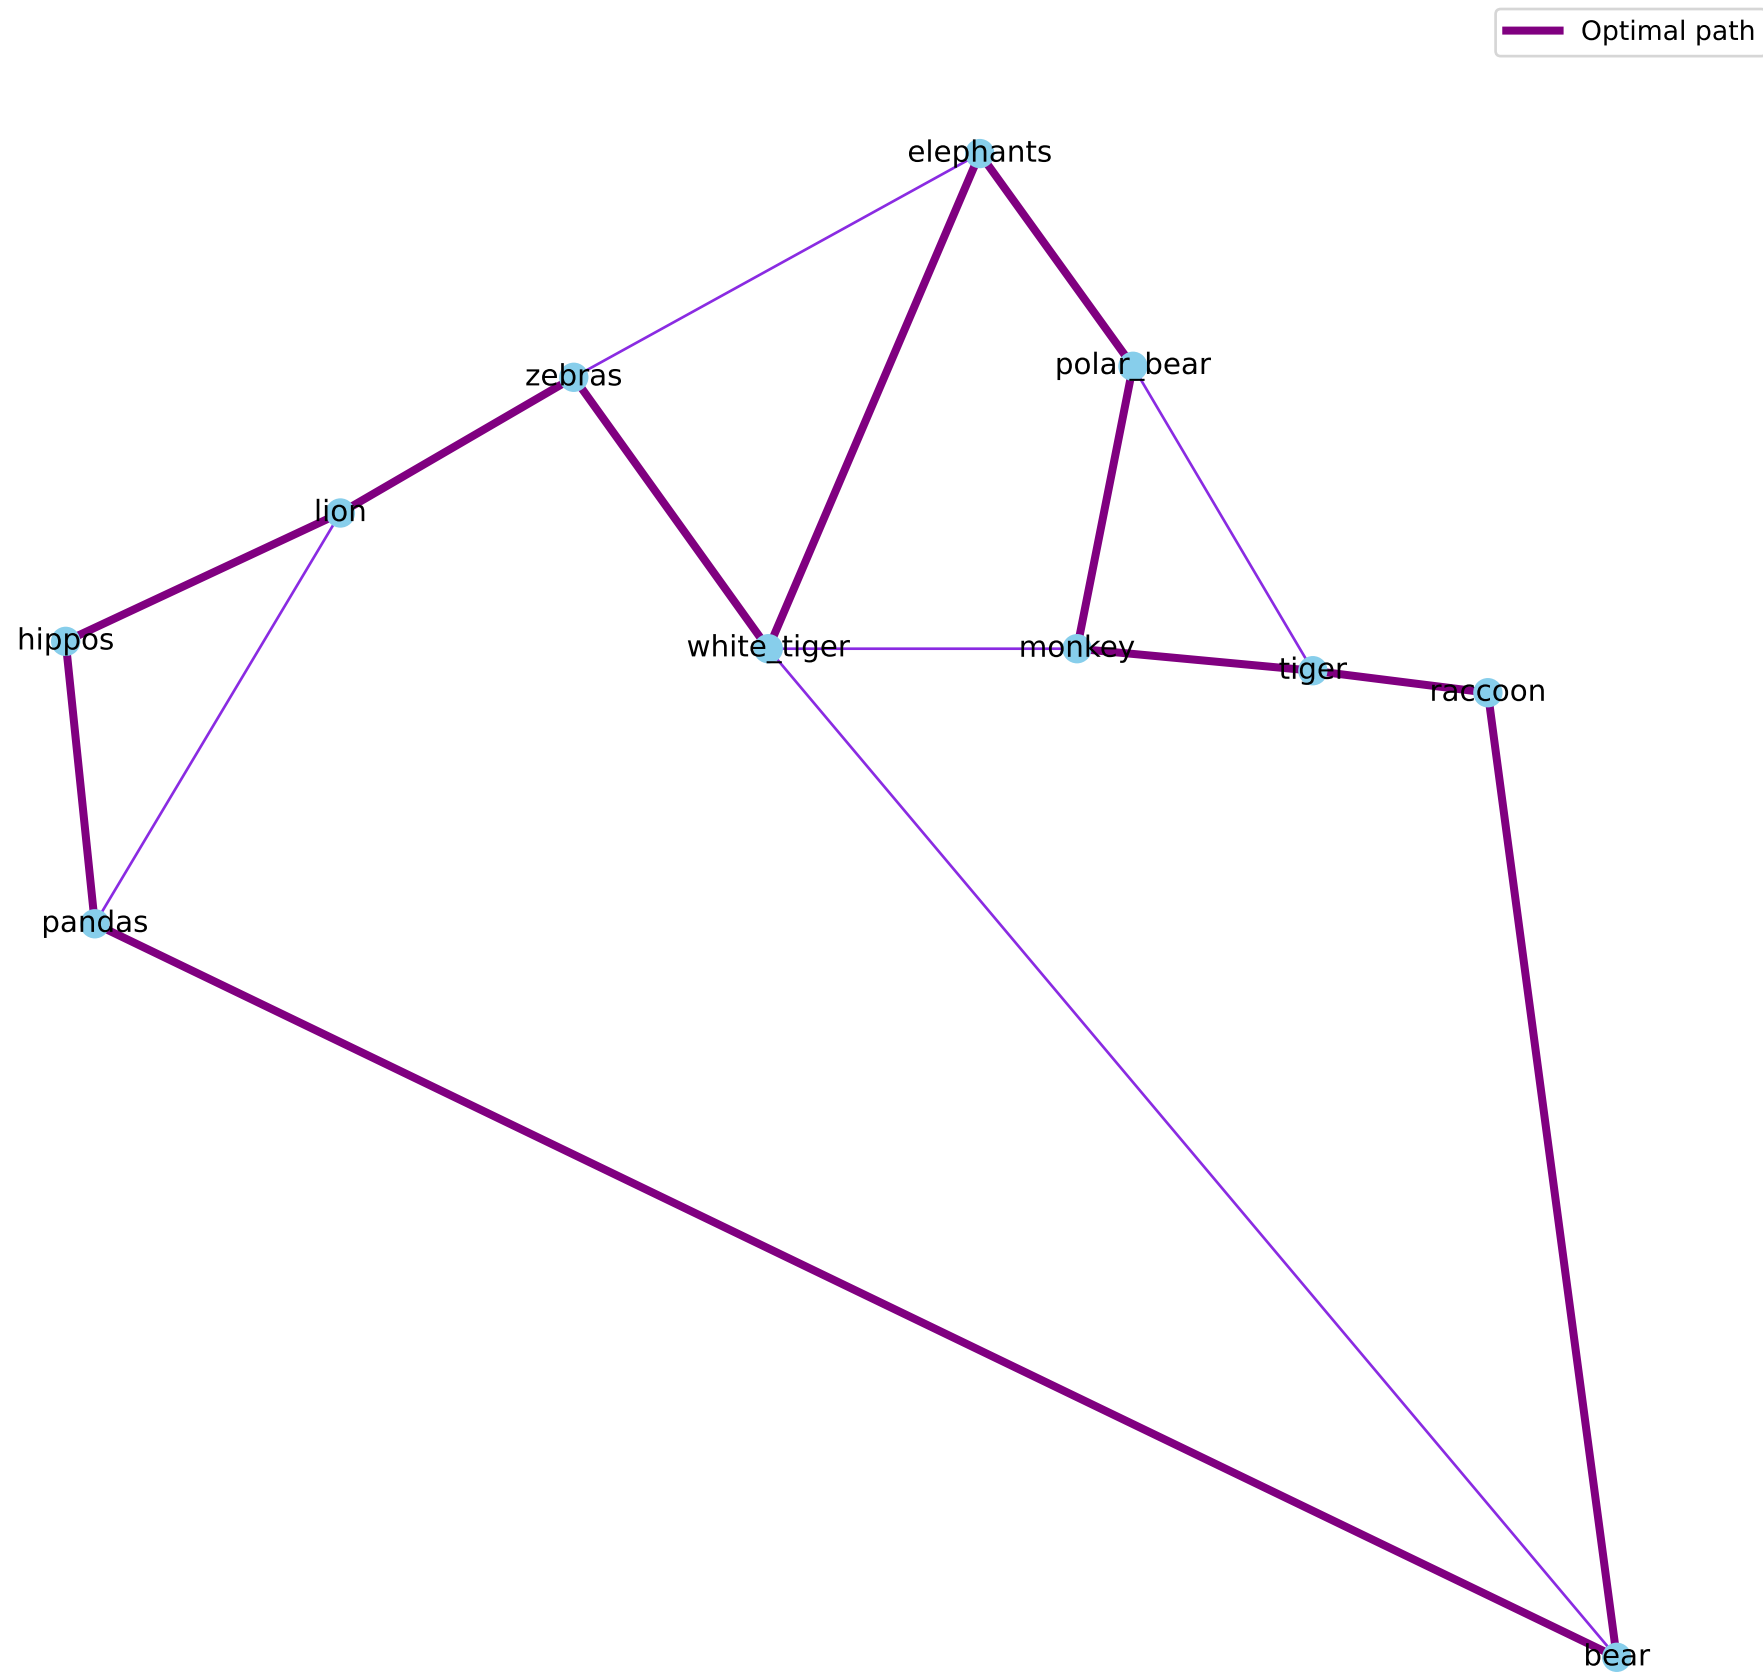 Optimal path
elephants
polar_bear
zebras
lion
hippos
white_tiger
monkey
tiger
raccoon
pandas
bear